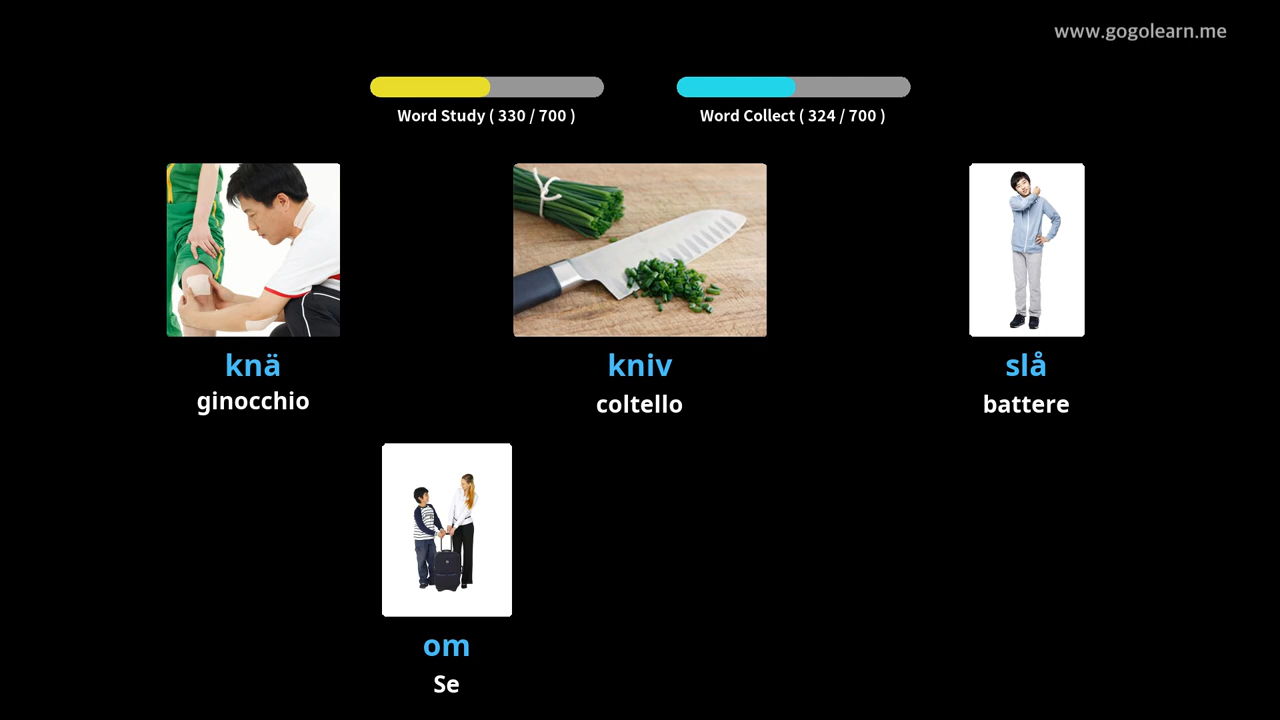 www.gogolearn.me
Word Study ( 330 / 700 )
Word Collect ( 324 / 700 )
knä
ginocchio
kniv
coltello
slå
battere
om
Se